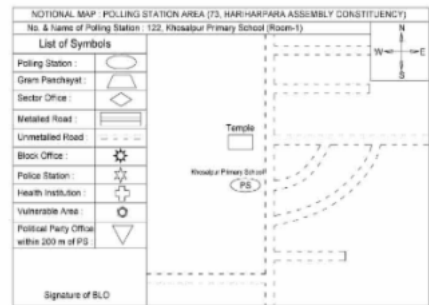 NOTIONAL MAP : POLLING STATION AREA (73, HARIHARPARA ASSEMBLY CONSTITUENCY)
No. & Name of Polling Station : 122, Khosalpur Primary School (Room-1)
List of Symbols
Polling Station :
Gram Panchayat :
Sector Office :
Metalled Road :
Unmetalled Road :
Block Office :
Police Station :
Health Institution :
Vulnerable Area :
Political Party Office
within 200 m of PS :
Signature of BLO
N
W
E
S
Temple
Khosalpur Primary School
PS